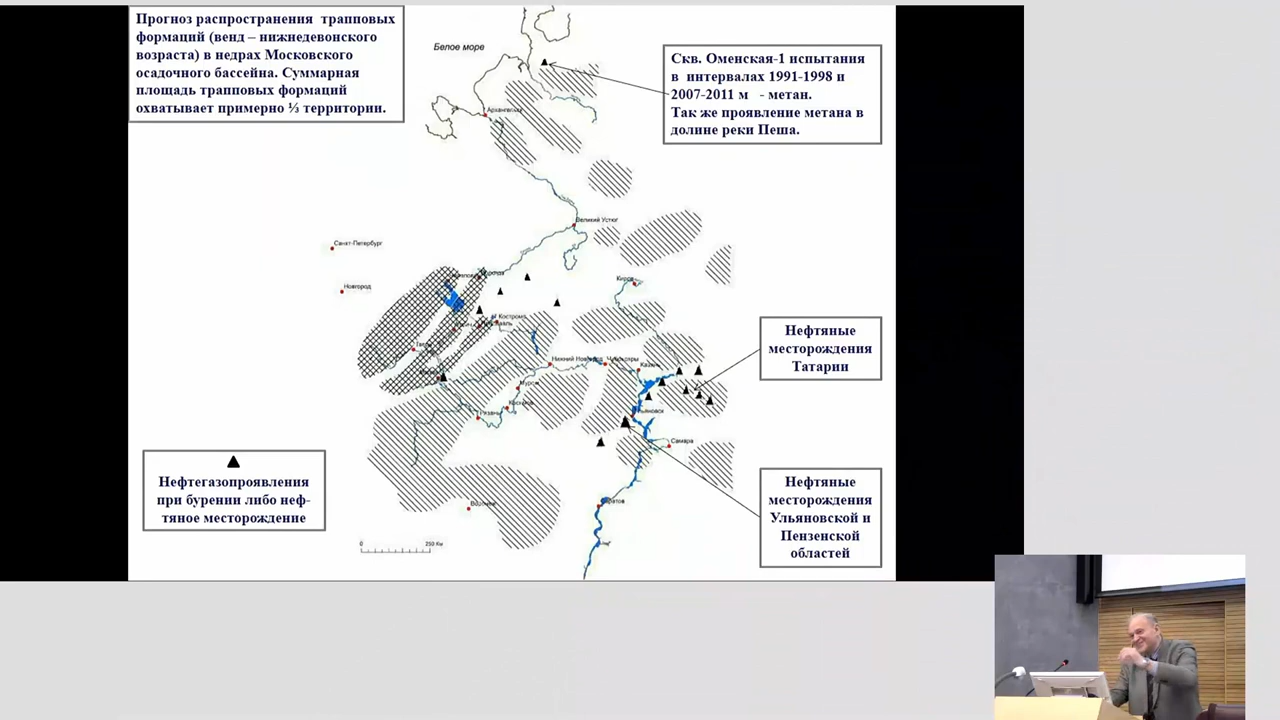 Прогноз распространения трапповых
формаций (венд – нижнедевонского
возраста) в недрах Московского
осадочного бассейна. Суммарная
площадь трапповых формаций
охватывает примерно ⅓ территории.
Белое море
Скв. Оменская-1 испытания
в интервалах 1991-1998 и
2007-2011 м - метан.
Так же проявление метана в
долине реки Пеша.
Архангельск
Великий Устюг
Санкт-Петербург
Новгород
Киров
Кострома
Нижний Новгород
Чебоксары
Казань
Муром
Рязань
Самара
Нефтяные
месторождения
Татарии
Нефтегазопроявления
при бурении либо неф-
тяное месторождение
Нефтяные
месторождения
Ульяновской и
Пензенской
областей
0 250 Км